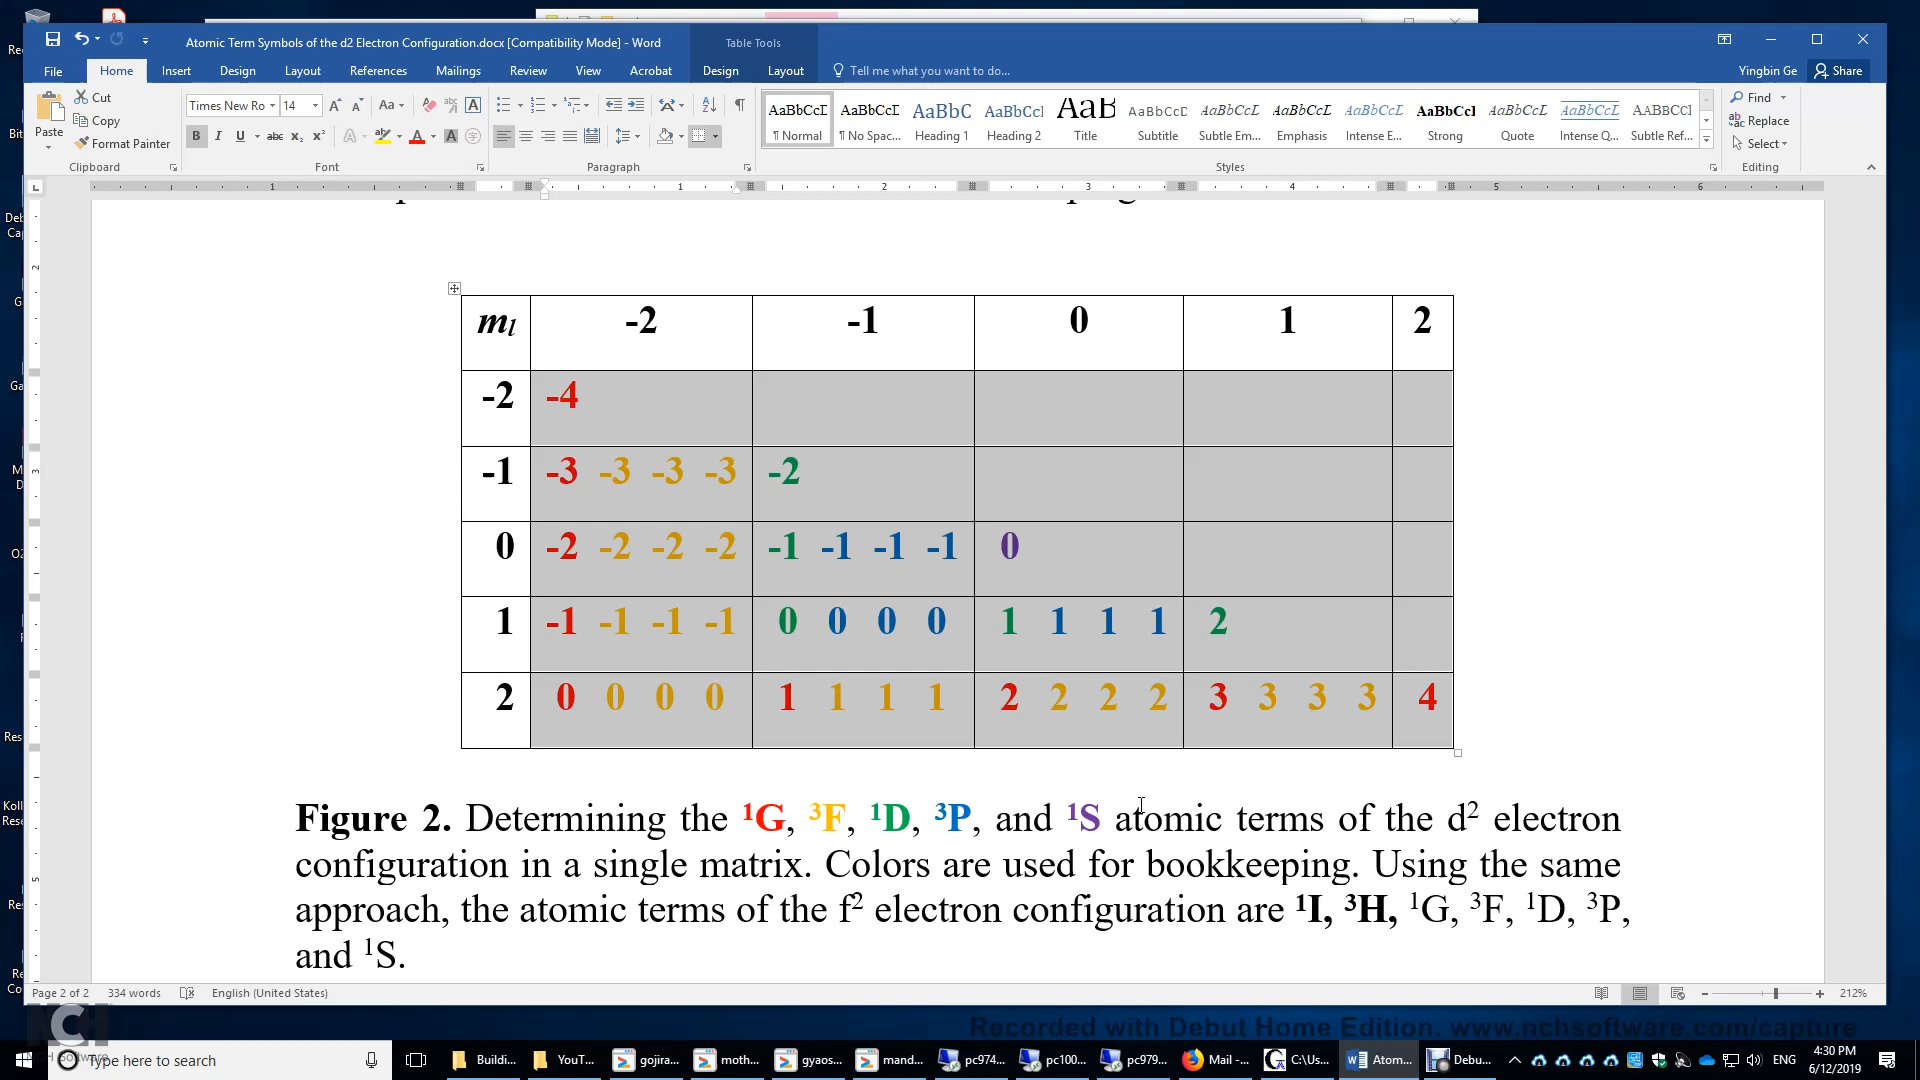 Atomic Term Symbols of the d2 Electron Configuration.docx [Compatibility Mode] - Word
Table Tools
File Home Insert Design Layout References Mailings Review View Acrobat Design Layout Tell me what you want to do... Yingbin Ge Share
Cut
Copy
Paste
Format Painter
Times New Ro 14
Find
Replace
Select
AaBbCcD AaBbCcD AaBbC AaBbCcI AaB AaBbCcD AaBbCcL AaBbCcL AaBbCcL AaBbCcI AaBbCcL AaBbCcL AABBCCI
¶ Normal ¶ No Spac... Heading 1 Heading 2 Title Subtitle Subtle Em... Emphasis Intense E... Strong Quote Intense Q... Subtle Ref...
Clipboard Font Paragraph Styles Editing
mₗ -2 -1 0 1 2
-2 -4
-1 -3 -3 -3 -3 -2
0 -2 -2 -2 -2 -1 -1 -1 -1 0
1 -1 -1 -1 -1 0 0 0 0 1 1 1 1 2
2 0 0 0 0 1 1 1 1 2 2 2 2 3 3 3 3 4
Figure 2. Determining the ¹G, ³F, ¹D, ³P, and ¹S atomic terms of the d² electron
configuration in a single matrix. Colors are used for bookkeeping. Using the same
approach, the atomic terms of the f² electron configuration are ¹I, ³H, ¹G, ³F, ¹D, ³P,
and ¹S.
Page 2 of 2 334 words English (United States) 212%
Recorded with Debut Home Edition. www.nchsoftware.com/capture
Type here to search
Buildi... YouT... gojira... moth... gyaos... mand... pc974... pc100... pc979... Mail -... C:\Us... Atom... Debu... ENG
4:30 PM
6/12/2019